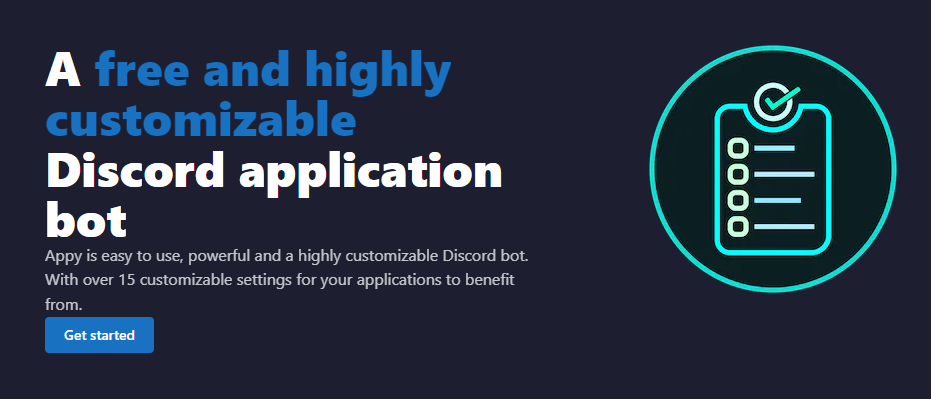 A free and highly
customizable
Discord application
bot
Appy is easy to use, powerful and a highly customizable Discord bot.
With over 15 customizable settings for your applications to benefit
from.
Get started